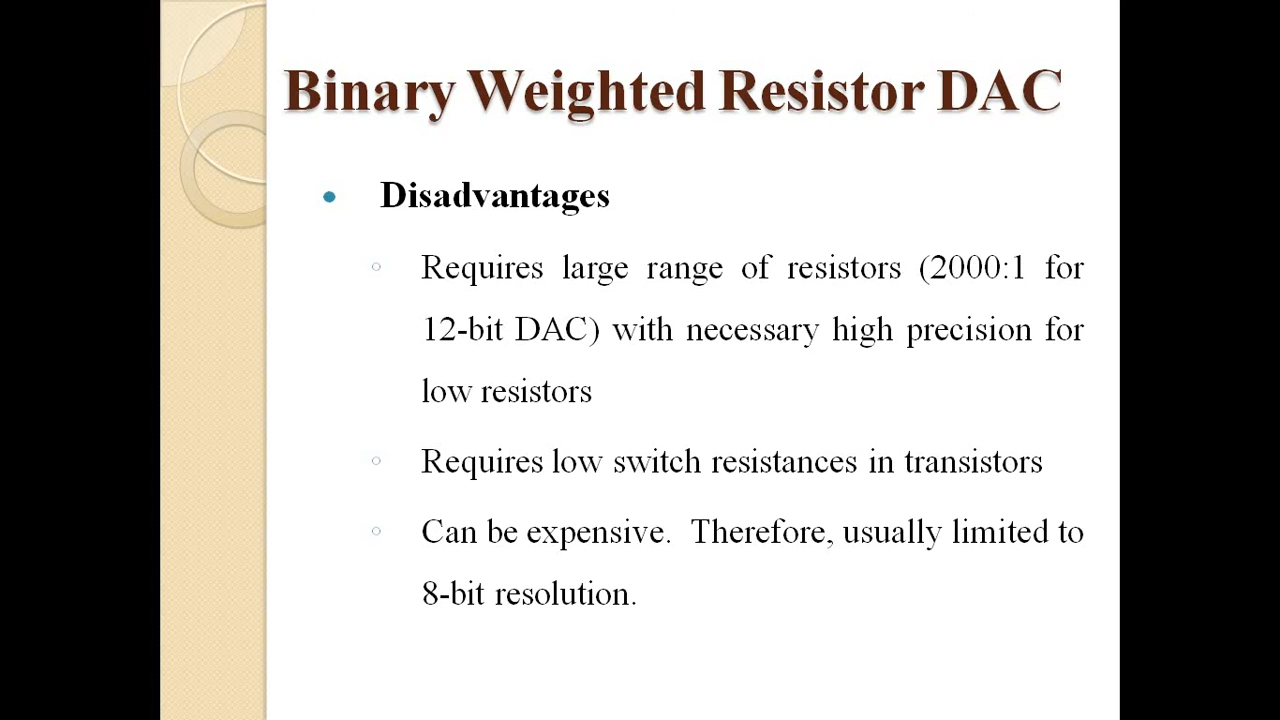 Binary Weighted Resistor DAC
Disadvantages
Requires large range of resistors (2000:1 for
12-bit DAC) with necessary high precision for
low resistors
Requires low switch resistances in transistors
Can be expensive. Therefore, usually limited to
8-bit resolution.